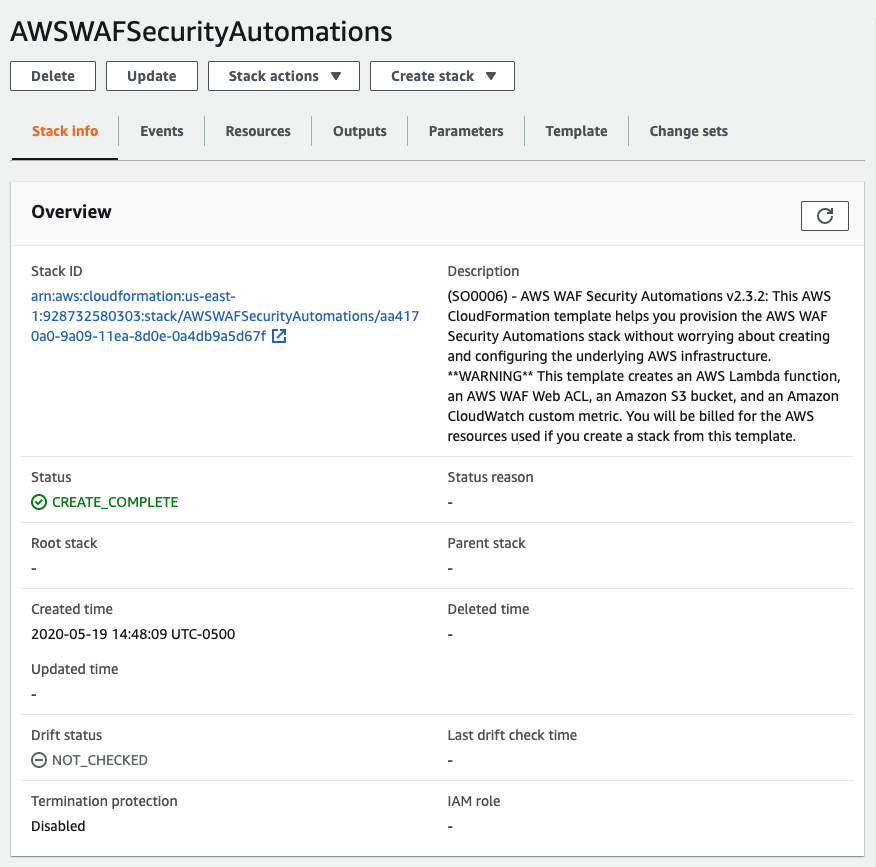 AWSWAFSecurityAutomations
Delete
Update
Stack actions
Create stack
Stack info
Events
Resources
Outputs
Parameters
Template
Change sets
Overview
Stack ID
arn:aws:cloudformation:us-east-
1:928732580303:stack/AWSWAFSecurityAutomations/aa417
0a0-9a09-11ea-8d0e-0a4db9a5d67f
Description
(SO0006) - AWS WAF Security Automations v2.3.2: This AWS
CloudFormation template helps you provision the AWS WAF
Security Automations stack without worrying about creating
and configuring the underlying AWS infrastructure.
**WARNING** This template creates an AWS Lambda function,
an AWS WAF Web ACL, an Amazon S3 bucket, and an Amazon
CloudWatch custom metric. You will be billed for the AWS
resources used if you create a stack from this template.
Status
CREATE_COMPLETE
Status reason
-
Root stack
-
Parent stack
-
Created time
2020-05-19 14:48:09 UTC-0500
Deleted time
-
Updated time
-
Drift status
NOT_CHECKED
Last drift check time
-
Termination protection
Disabled
IAM role
-